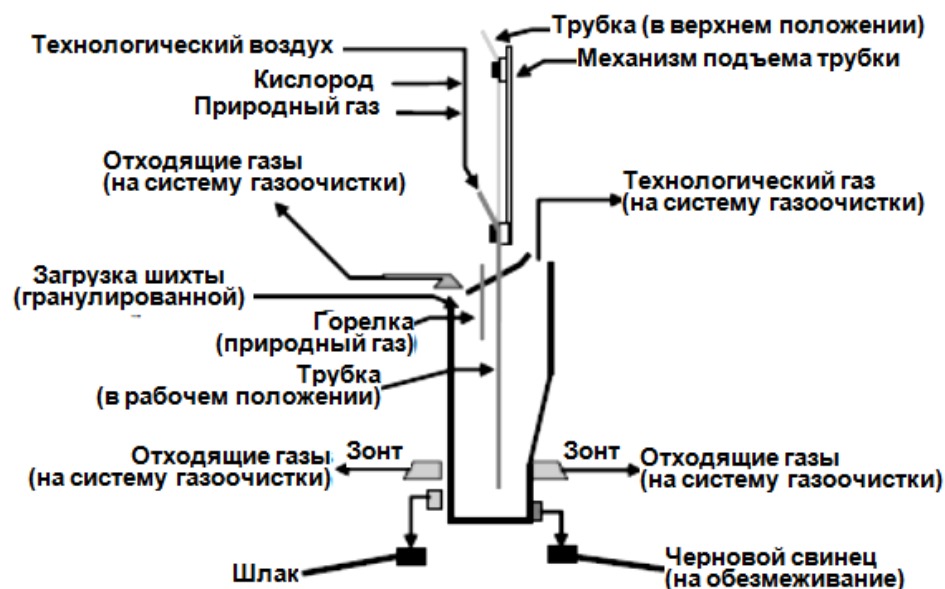 Трубка (в верхнем положении)
Технологический воздух
Механизм подъема трубки
Кислород
Природный газ
Отходящие газы
(на систему газоочистки)
Технологический газ
(на систему газоочистки)
Загрузка шихты
(гранулированной)
Горелка
(природный газ)
Трубка
(в рабочем положении)
Отходящие газы
(на систему газоочистки)
Зонт
Зонт
Отходящие газы
(на систему газоочистки)
Шлак
Черновой свинец
(на обезмеживание)